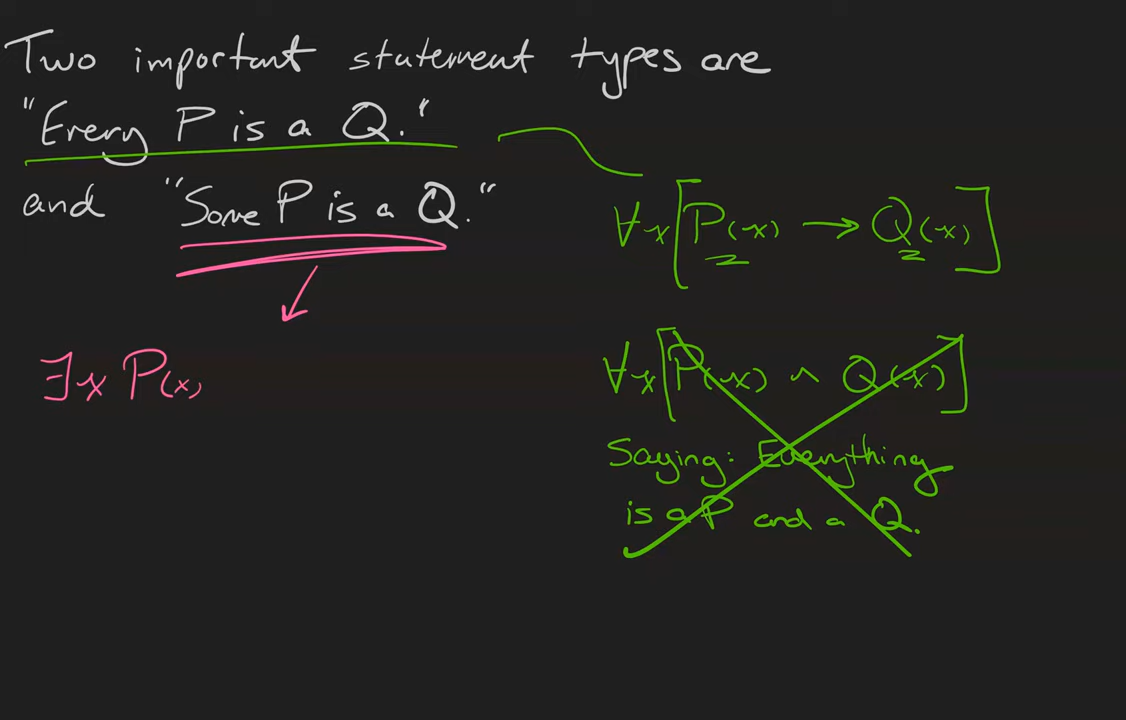 Two important statement types are
"Every P is a Q."
and "Some P is a Q."
∀x[P(x) → Q(x)]
∃x P(x)
∀x[P(x) ∧ Q(x)]
Saying: Everything
is a P and a Q.